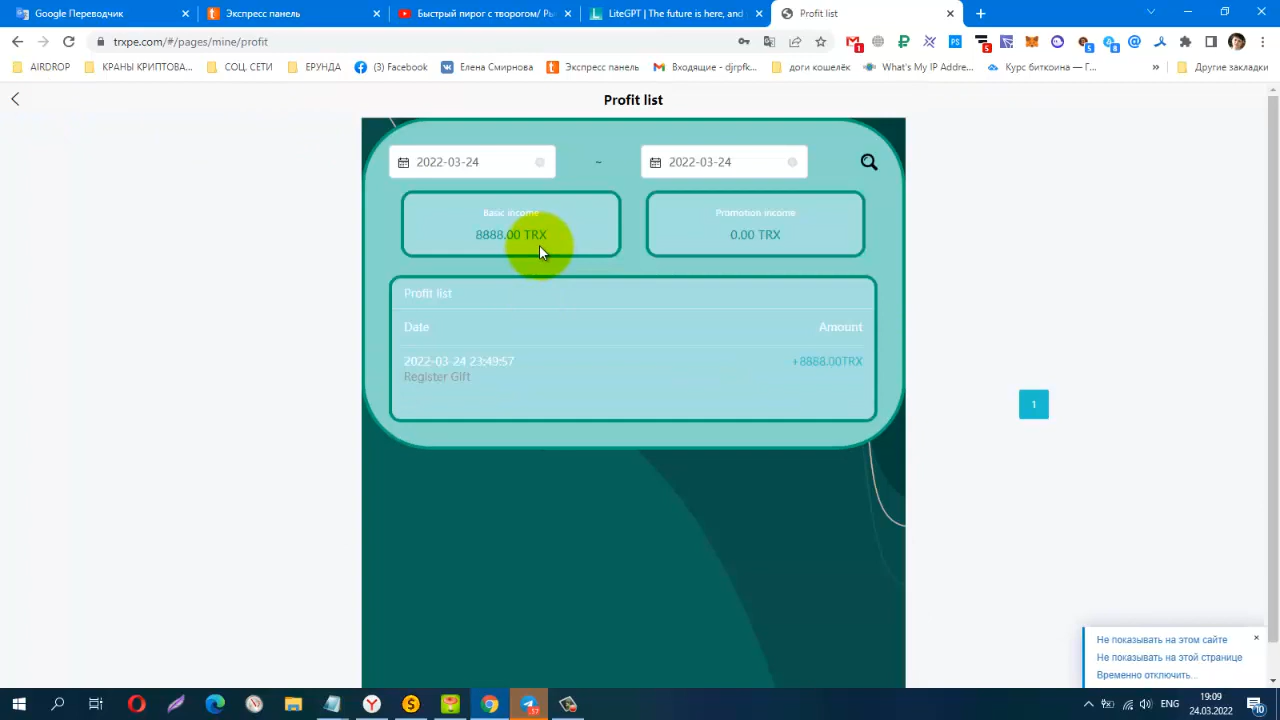 Google Переводчик
Экспресс панель
Быстрый пирог с творогом/ Ры
LiteGPT | The future is here, and
Profit list
trxpe.com/#/pages/mine/profit
AIRDROP
КРАНЫ КРИПТОВА...
СОЦ. СЕТИ
ЕРУНДА
(3) Facebook
Елена Смирнова
Экспресс панель
Входящие - djrpfk...
доги кошелёк
What's My IP Addre...
Курс биткоина — Г...
»
Другие закладки
Profit list
2022-03-24
~
2022-03-24
Basic income
8888.00 TRX
Promotion income
0.00 TRX
Profit list
Date
Amount
2022-03-24 23:49:57
+8888.00TRX
Register Gift
1
Не показывать на этом сайте
Не показывать на этой странице
Временно отключить...
ENG
19:09
24.03.2022